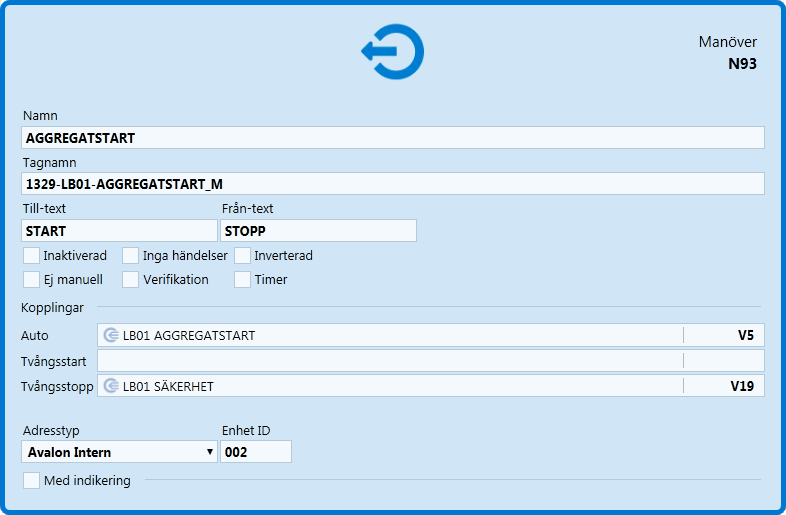 Manöver
N93
Namn
AGGREGATSTART
Tagnamn
1329-LB01-AGGREGATSTART_M
Till-text Från-text
START STOPP
Inaktiverad Inga händelser Inverterad
Ej manuell Verifikation Timer
Kopplingar
Auto LB01 AGGREGATSTART V5
Tvångsstart
Tvångsstopp LB01 SÄKERHET V19
Adresstyp Enhet ID
Avalon Intern 002
Med indikering